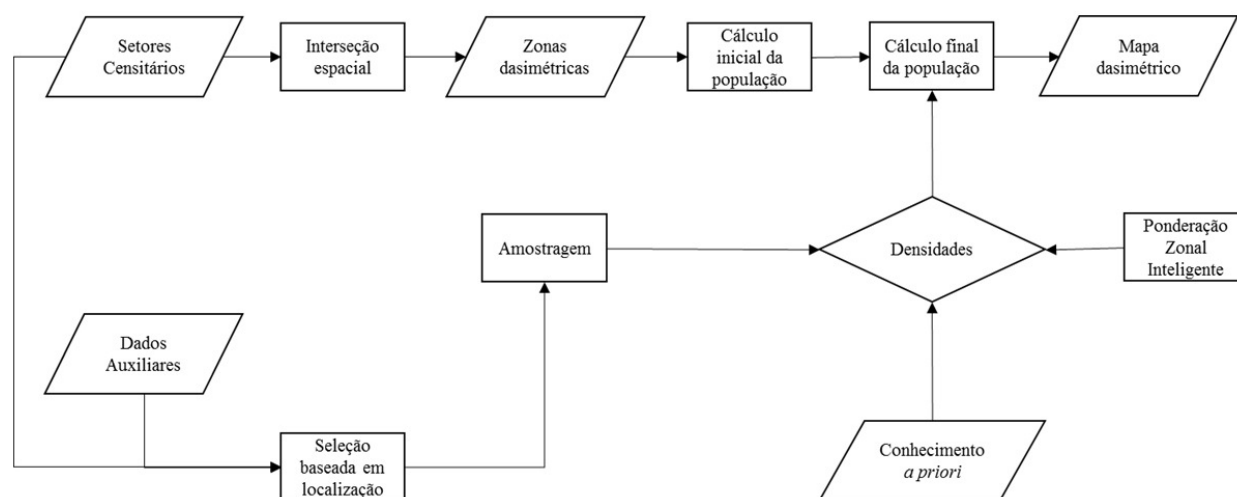 Setores
Censitários
Interseção
espacial
Zonas
dasimétricas
Cálculo
inicial da
população
Cálculo final
da população
Mapa
dasimétrico
Amostragem
Densidades
Ponderação
Zonal
Inteligente
Dados
Auxiliares
Seleção
baseada em
localização
Conhecimento
a priori